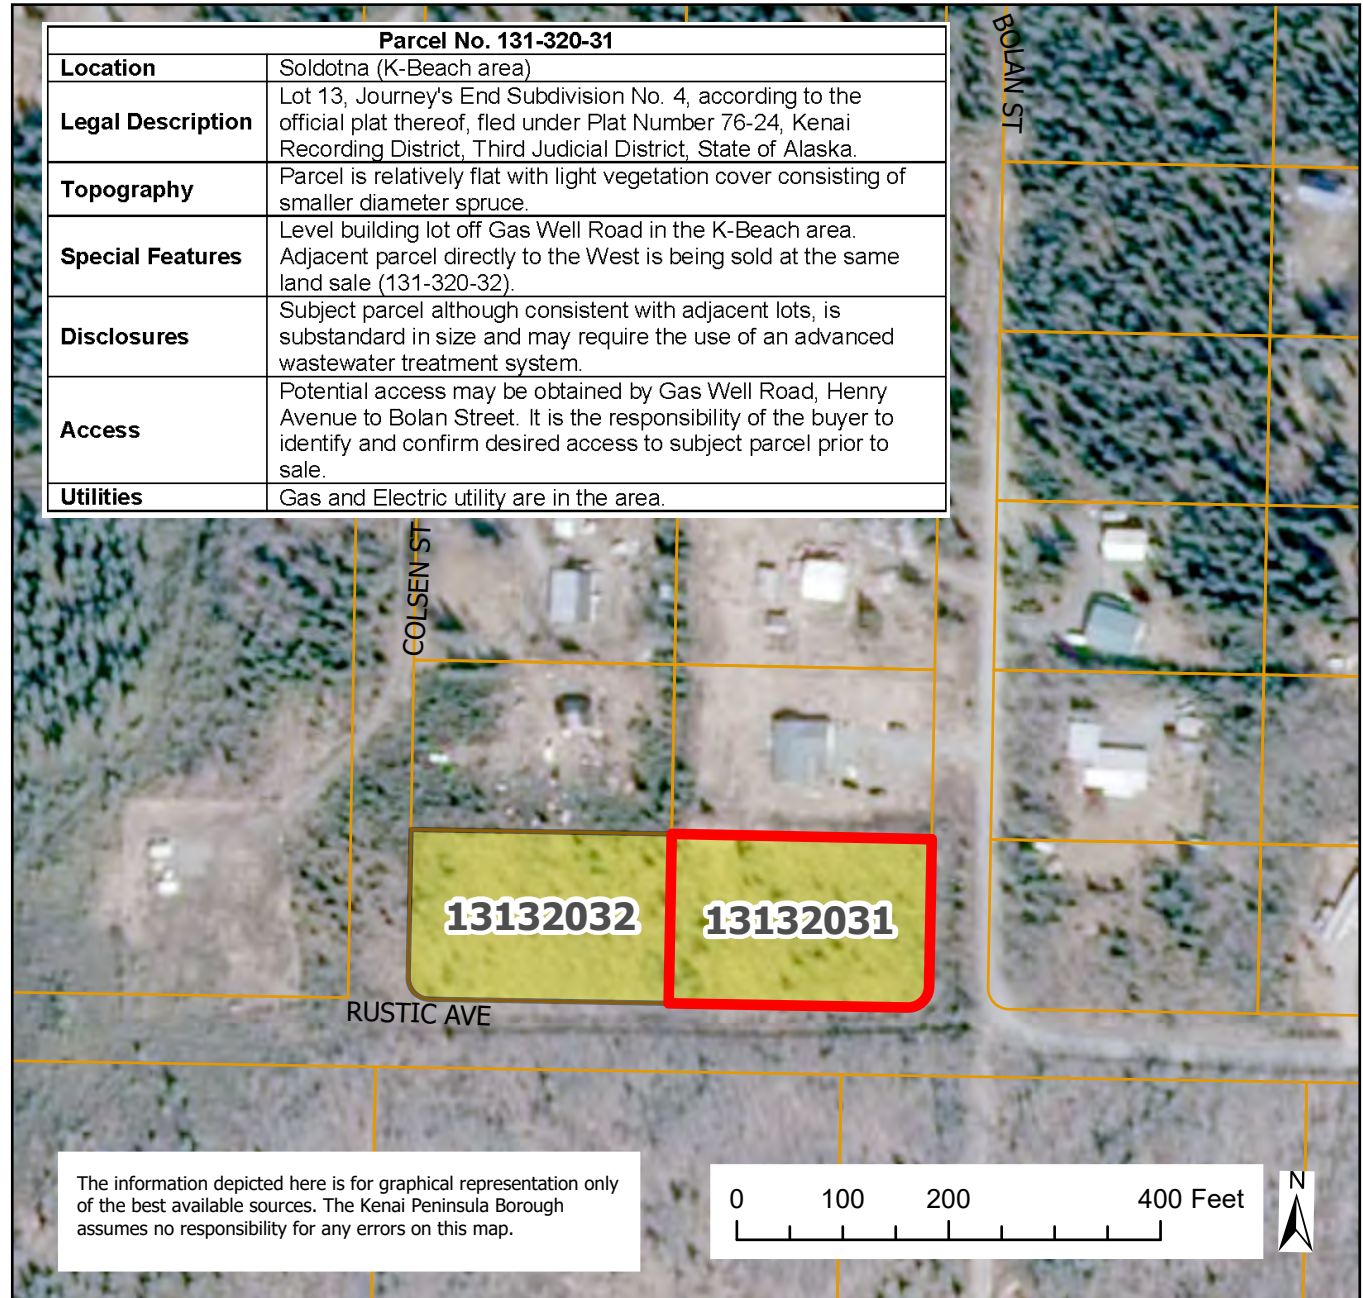 Parcel No. 131-320-31
Location Soldotna (K-Beach area)
Legal Description Lot 13, Journey's End Subdivision No. 4, according to the
official plat thereof, fled under Plat Number 76-24, Kenai
Recording District, Third Judicial District, State of Alaska.
Topography Parcel is relatively flat with light vegetation cover consisting of
smaller diameter spruce.
Special Features Level building lot off Gas Well Road in the K-Beach area.
Adjacent parcel directly to the West is being sold at the same
land sale (131-320-32).
Disclosures Subject parcel although consistent with adjacent lots, is
substandard in size and may require the use of an advanced
wastewater treatment system.
Access Potential access may be obtained by Gas Well Road, Henry
Avenue to Bolan Street. It is the responsibility of the buyer to
identify and confirm desired access to subject parcel prior to
sale.
Utilities Gas and Electric utility are in the area.
BOLAN ST
COLSEN ST
13132032
13132031
RUSTIC AVE
The information depicted here is for graphical representation only
of the best available sources. The Kenai Peninsula Borough
assumes no responsibility for any errors on this map.
0 100 200 400 Feet
N